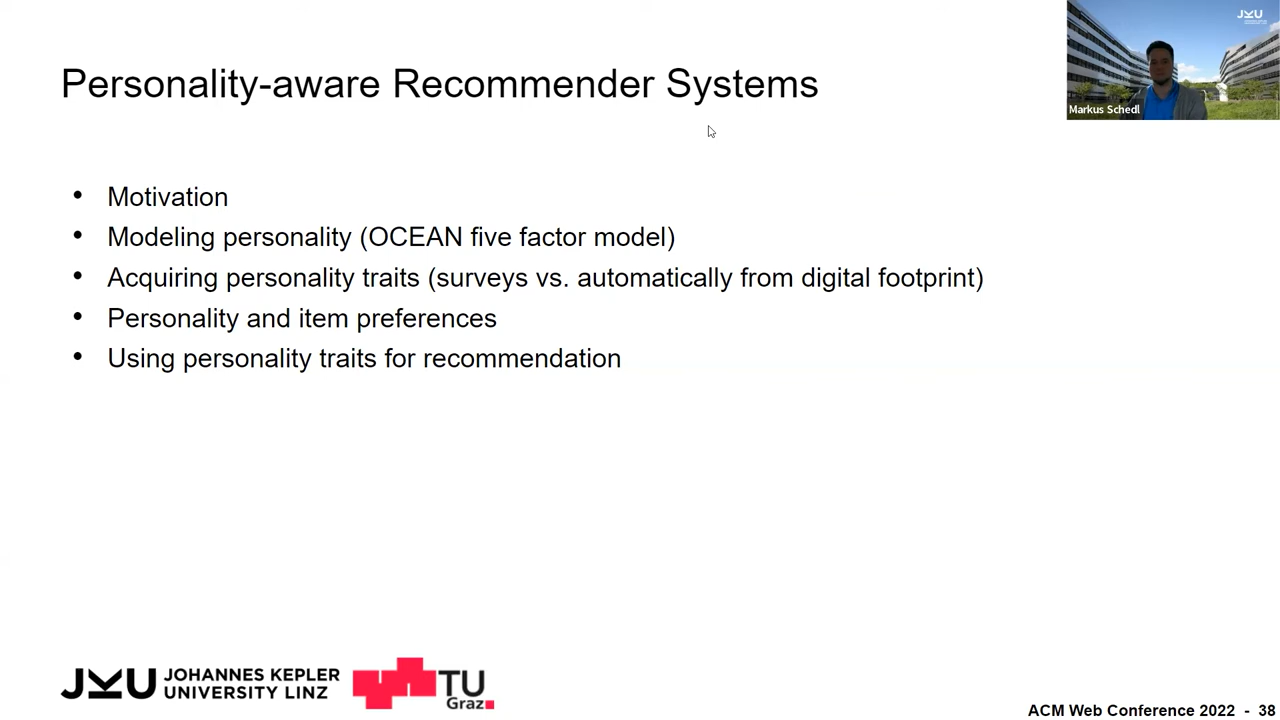 JKU
Markus Schedl
Personality-aware Recommender Systems
• Motivation
• Modeling personality (OCEAN five factor model)
• Acquiring personality traits (surveys vs. automatically from digital footprint)
• Personality and item preferences
• Using personality traits for recommendation
JKU JOHANNES KEPLER
UNIVERSITY LINZ
TU
Graz
ACM Web Conference 2022 - 38